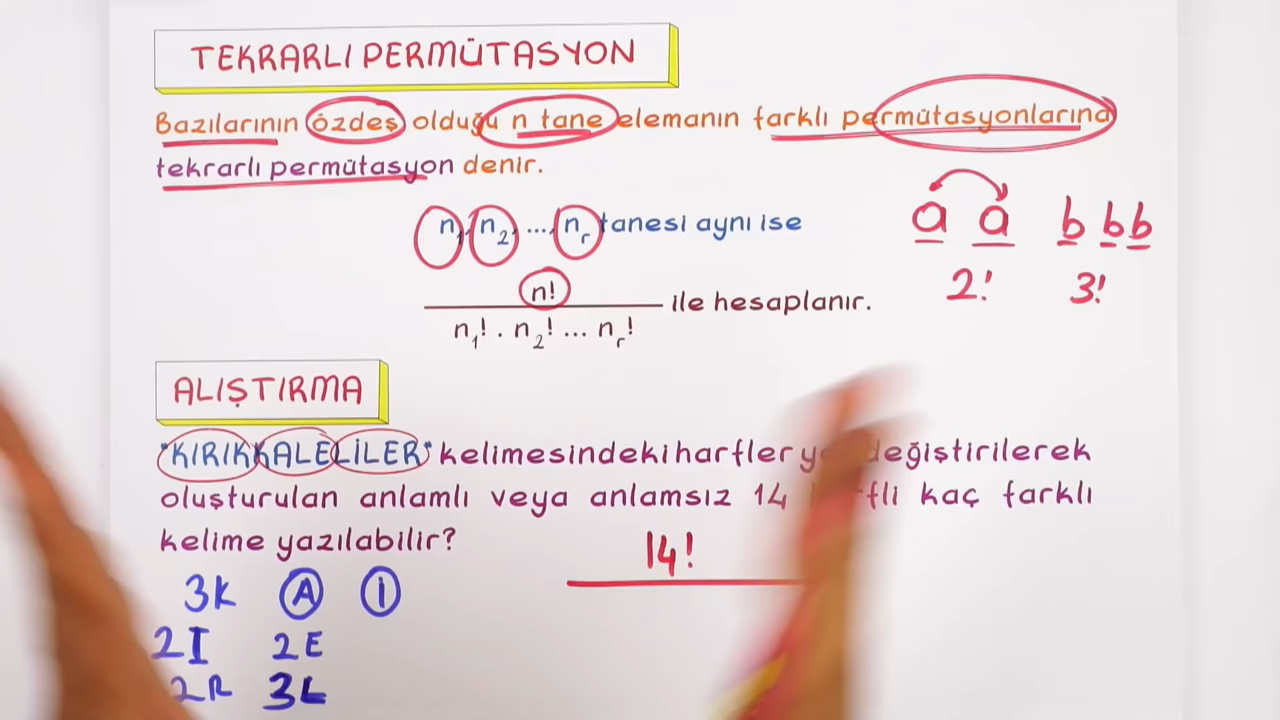 TEKRARLI PERMÜTASYON
Bazılarının özdeş olduğu n tane elemanın farklı permütasyonlarına
tekrarlı permütasyon denir.
n₁, n₂, ..., nᵣ tanesi aynı ise
a a b b b
2! 3!
n!
n₁! . n₂! ... nᵣ!
ile hesaplanır.
ALIŞTIRMA
"KIRIKKALELİLER" kelimesindeki harfler değiştirilerek
oluşturulan anlamlı veya anlamsız 14 kaç farklı
kelime yazılabilir?
14!
3K A İ
2I 2E
2R 3L